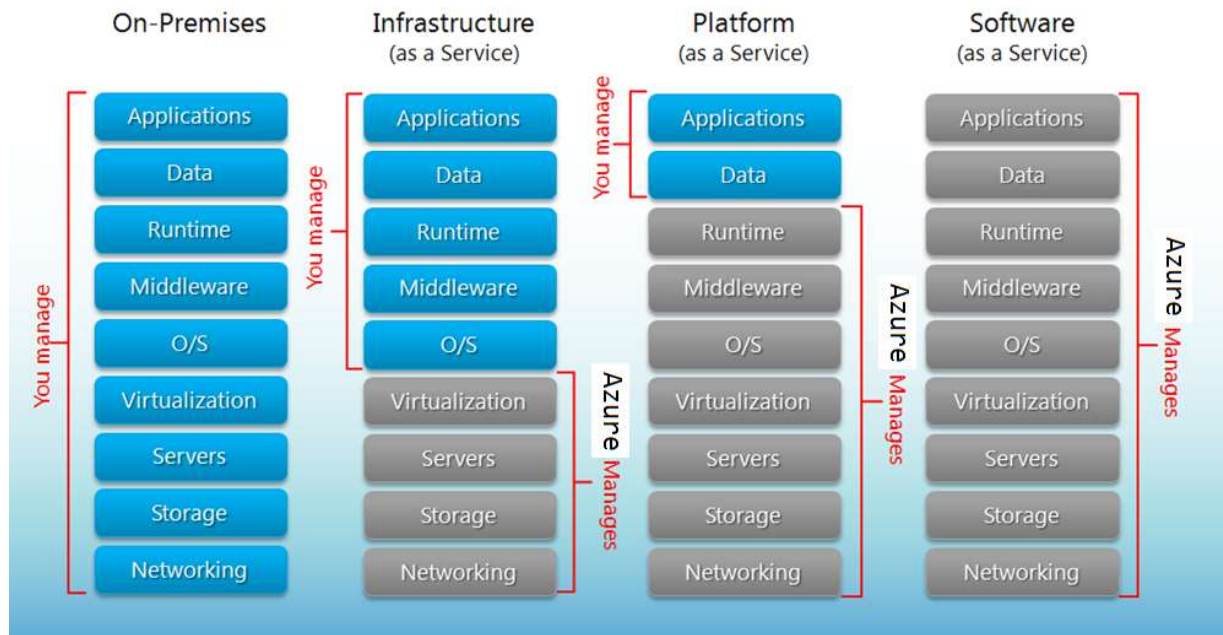 On-Premises
You manage
Applications
Data
Runtime
Middleware
O/S
Virtualization
Servers
Storage
Networking
Infrastructure
(as a Service)
You manage
Applications
Data
Runtime
Middleware
O/S
Virtualization
Servers
Storage
Networking
Azure Manages
Platform
(as a Service)
You manage
Applications
Data
Runtime
Middleware
O/S
Virtualization
Servers
Storage
Networking
Azure Manages
Software
(as a Service)
Applications
Data
Runtime
Middleware
O/S
Virtualization
Servers
Storage
Networking
Azure Manages